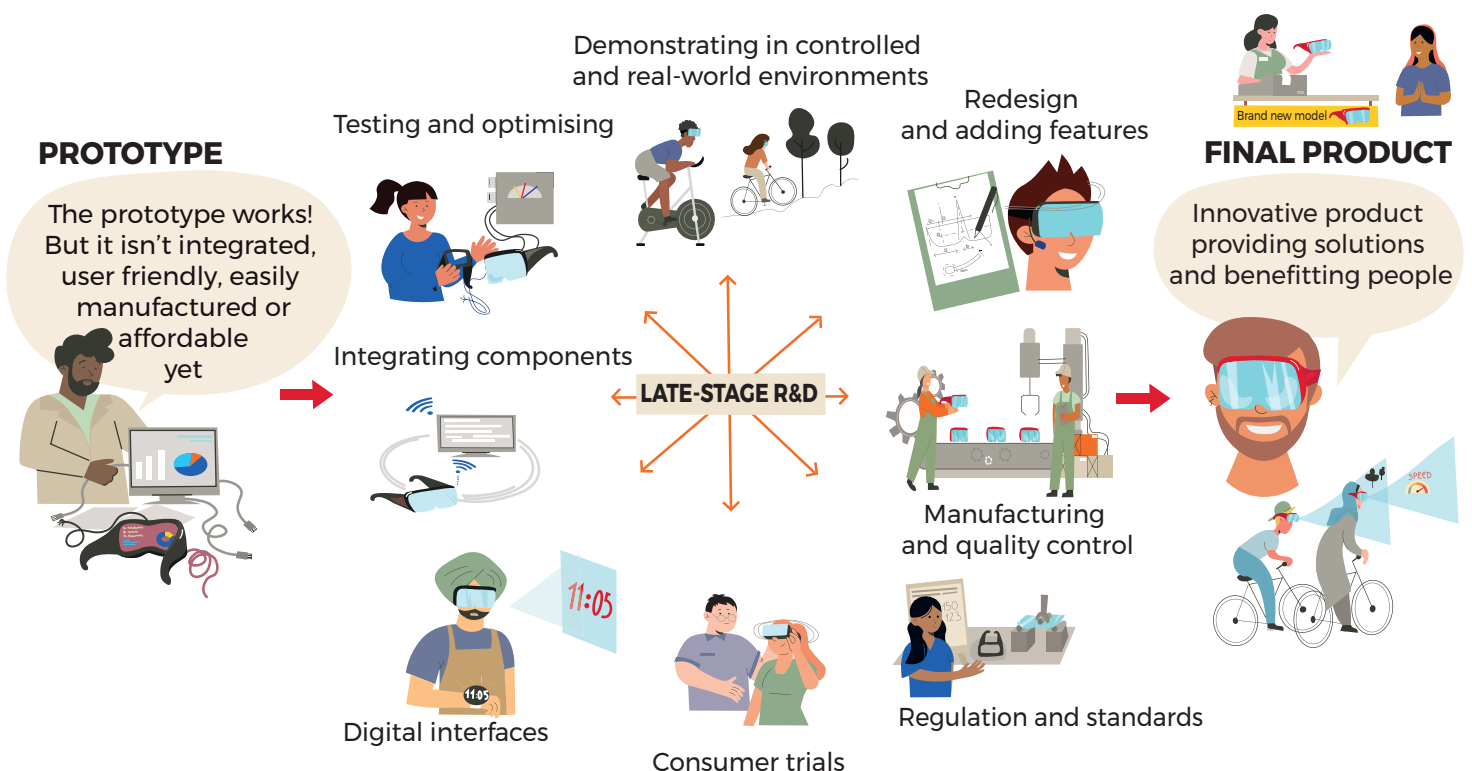 PROTOTYPE
The prototype works!
But it isn't integrated,
user friendly, easily
manufactured or
affordable
yet
Testing and optimising
Demonstrating in controlled
and real-world environments
Redesign
and adding features
Integrating components
LATE-STAGE R&D
Manufacturing
and quality control
11:05
11:05
Digital interfaces
Consumer trials
150
123
Regulation and standards
Brand new model
FINAL PRODUCT
Innovative product
providing solutions
and benefitting people
SPEED